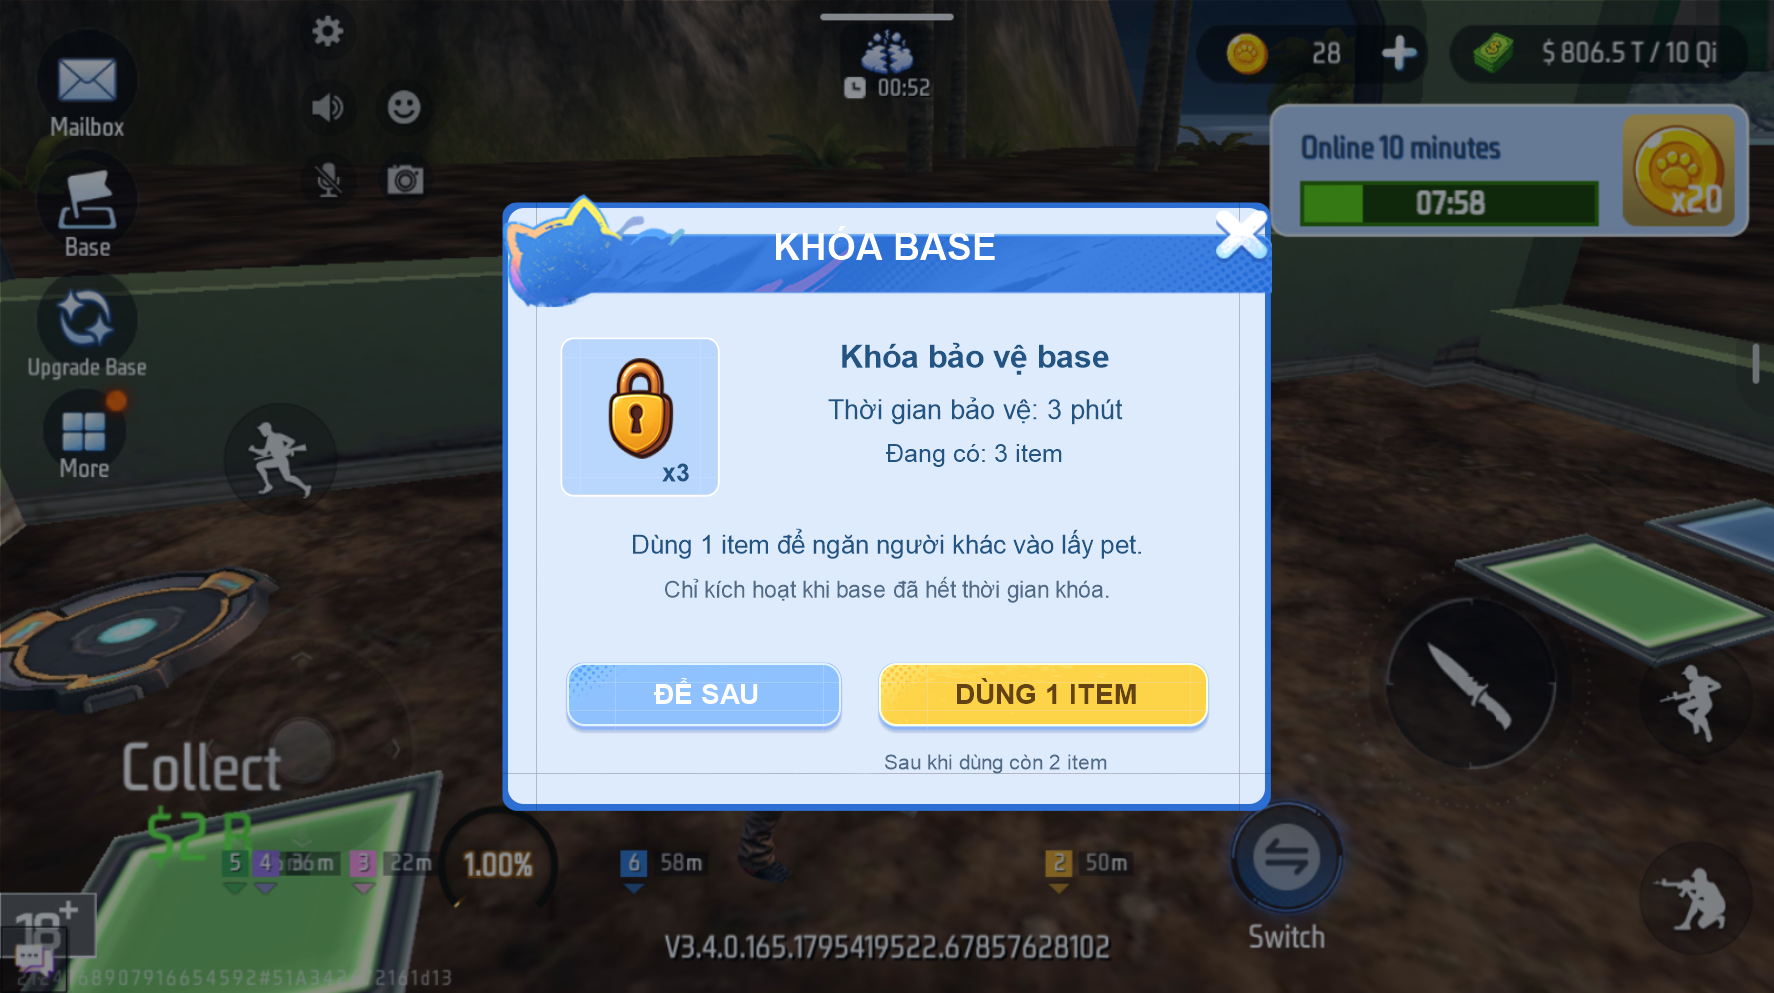 Mailbox
Base
Upgrade Base
More
00:52
28
$ 806.5 T / 10 Qi
Online 10 minutes
07:58
x20
KHÓA BASE
x3
Khóa bảo vệ base
Thời gian bảo vệ: 3 phút
Đang có: 3 item
Dùng 1 item để ngăn người khác vào lấy pet.
Chỉ kích hoạt khi base đã hết thời gian khóa.
ĐỂ SAU
DÙNG 1 ITEM
Sau khi dùng còn 2 item
Collect
5
4
36m
3
22m
1.00%
6
58m
2
50m
Switch
18+
V3.4.0.165.1795419522.67857628102